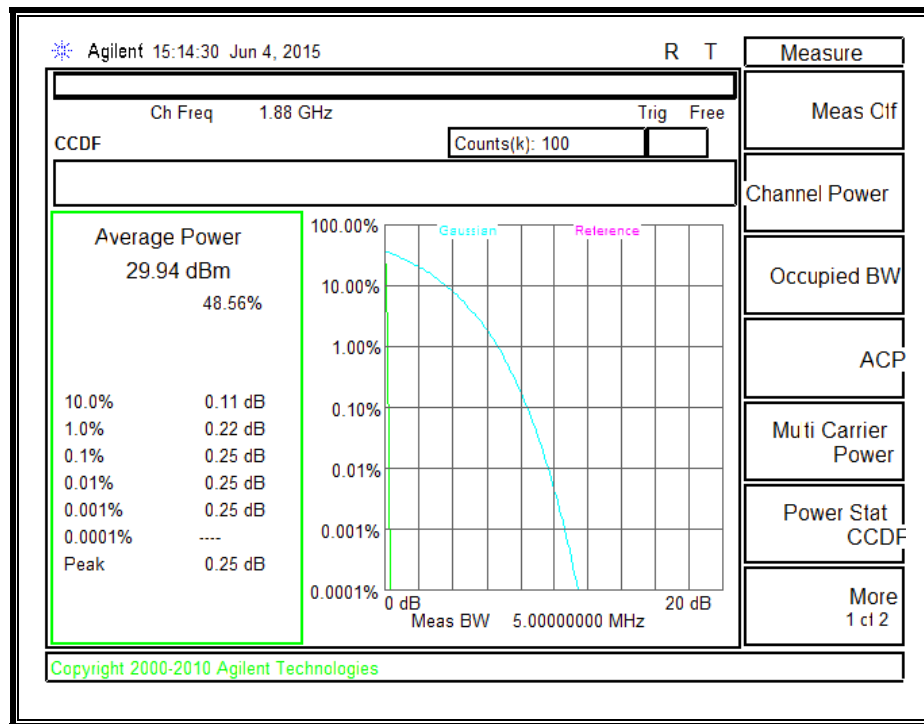 Agilent 15:14:30 Jun 4, 2015 R T
Ch Freq 1.88 GHz Trig Free
CCDF
Counts(k): 100
Average Power
29.94 dBm
48.56%
10.0% 0.11 dB
1.0% 0.22 dB
0.1% 0.25 dB
0.01% 0.25 dB
0.001% 0.25 dB
0.0001% ----
Peak 0.25 dB
Gaussian Reference
100.00%
10.00%
1.00%
0.10%
0.01%
0.001%
0.0001%
0 dB 20 dB
Meas BW 5.00000000 MHz
Measure
Meas Off
Channel Power
Occupied BW
ACP
Multi Carrier
Power
Power Stat
CCDF
More
1 of 2
Copyright 2000-2010 Agilent Technologies